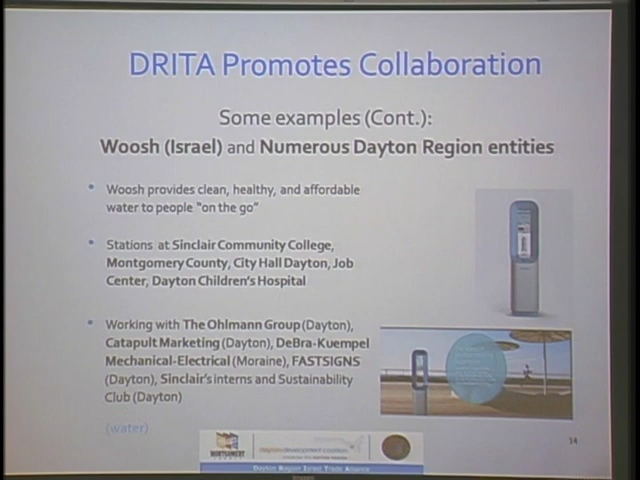 DRITA Promotes Collaboration
Some examples (Cont.):
Woosh (Israel) and Numerous Dayton Region entities
• Woosh provides clean, healthy, and affordable
water to people "on the go"
• Stations at Sinclair Community College,
Montgomery County, City Hall Dayton, Job
Center, Dayton Children's Hospital
• Working with The Ohlmann Group (Dayton),
Catapult Marketing (Dayton), DeBra-Kuempel
Mechanical-Electrical (Moraine), FASTSIGNS
(Dayton), Sinclair's interns and Sustainability
Club (Dayton)
(water)
MONTGOMERY
daytondevelopmentcoalition
14
Dayton Region Israel Trade Alliance